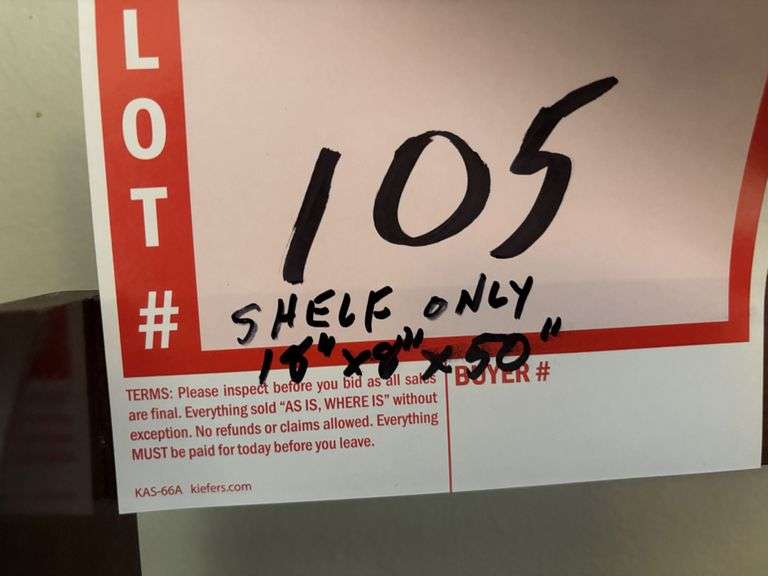 LOT #
105
SHELF ONLY
18" x 8" x 50"
TERMS: Please inspect before you bid as all sales
are final. Everything sold “AS IS, WHERE IS” without
exception. No refunds or claims allowed. Everything
MUST be paid for today before you leave.
KAS-66A kiefers.com
BUYER #